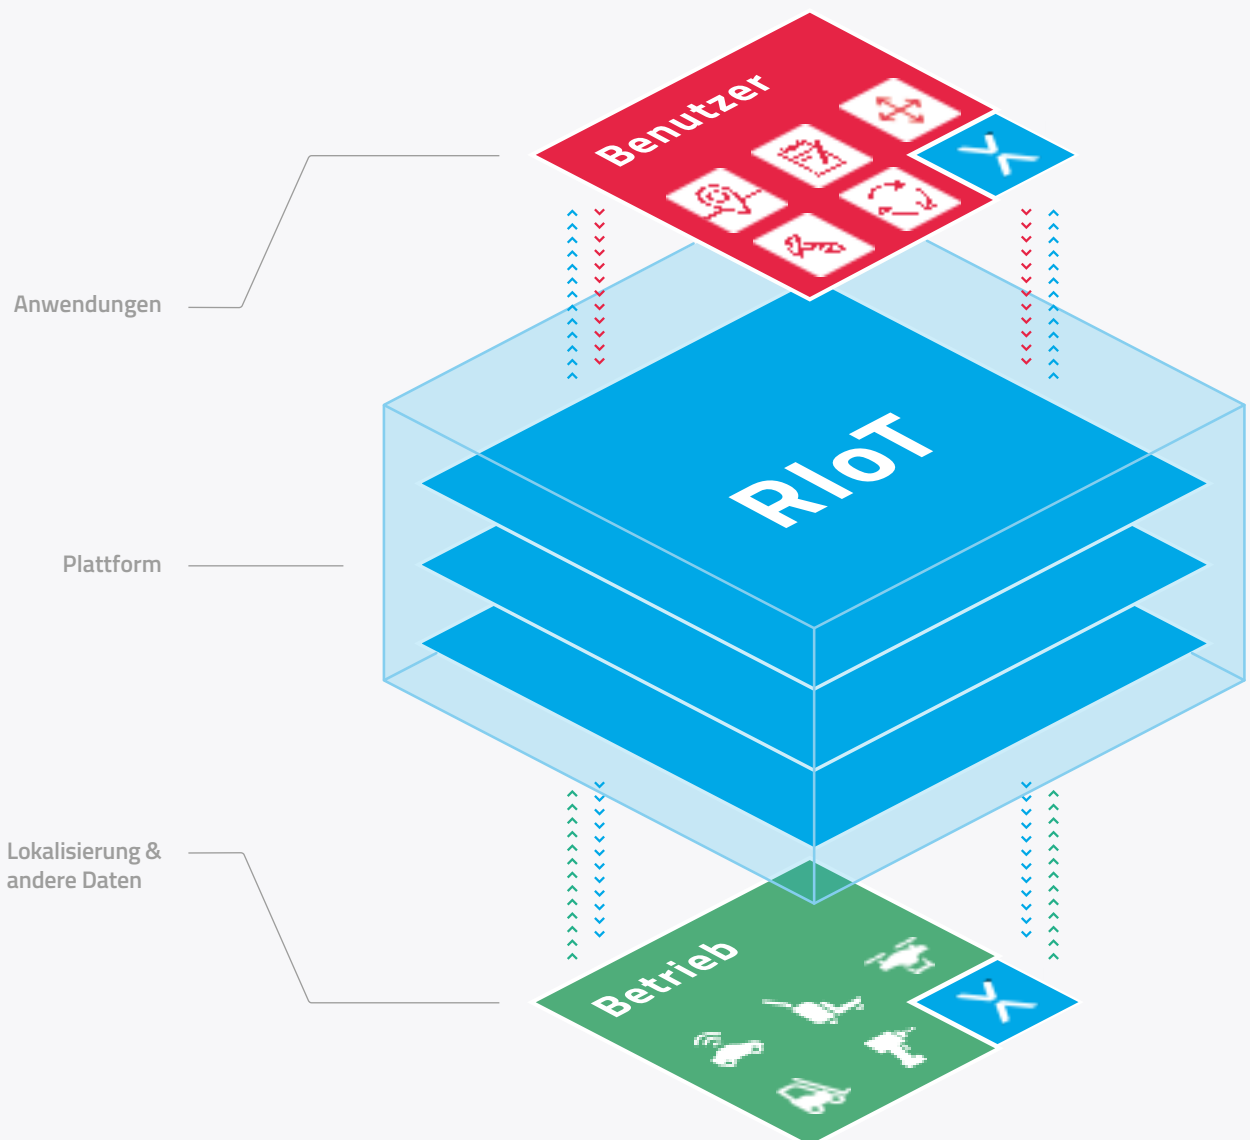 Benutzer
Anwendungen
RIoT
Plattform
Lokalisierung &
andere Daten
Betrieb